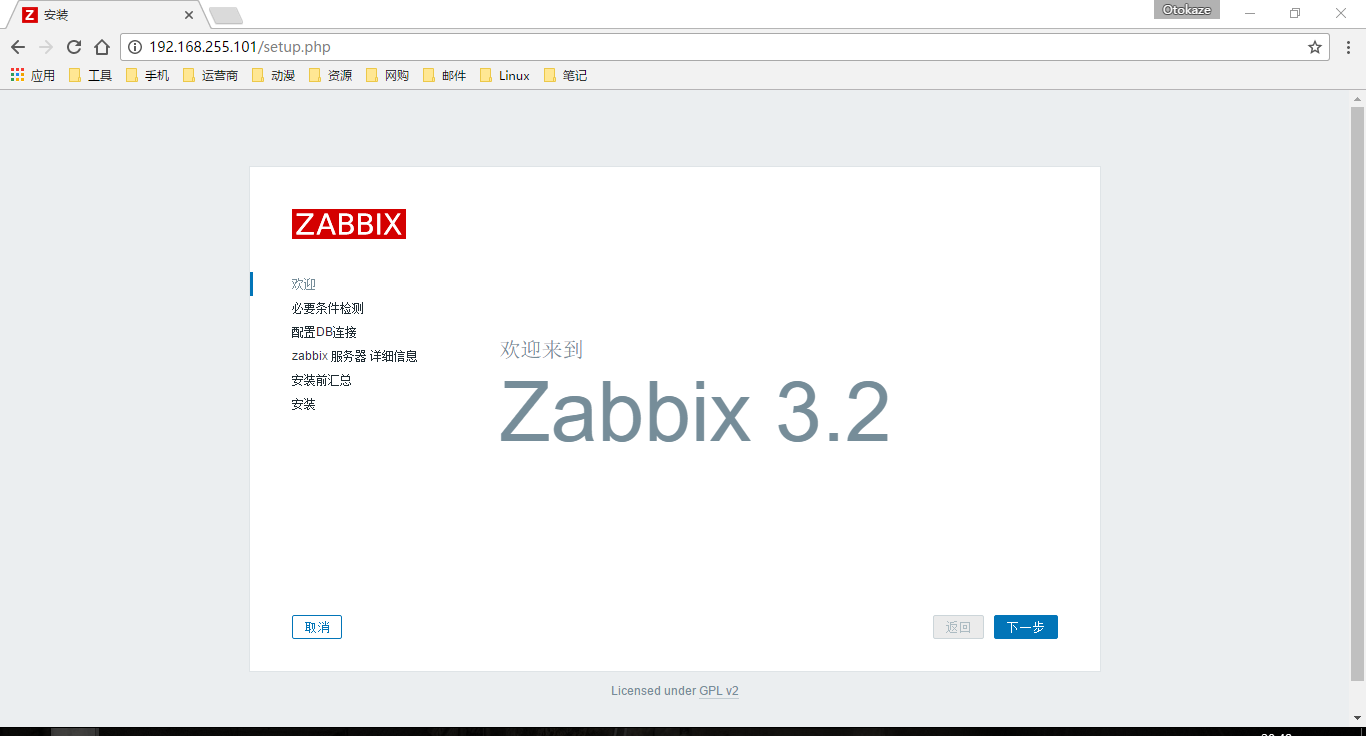 安装
Otokaze
192.168.255.101/setup.php
应用 工具 手机 运营商 动漫 资源 网购 邮件 Linux 笔记
ZABBIX
欢迎
必要条件检测
配置DB连接
zabbix 服务器 详细信息
安装前汇总
安装
欢迎来到
Zabbix 3.2
取消 返回 下一步
Licensed under GPL v2